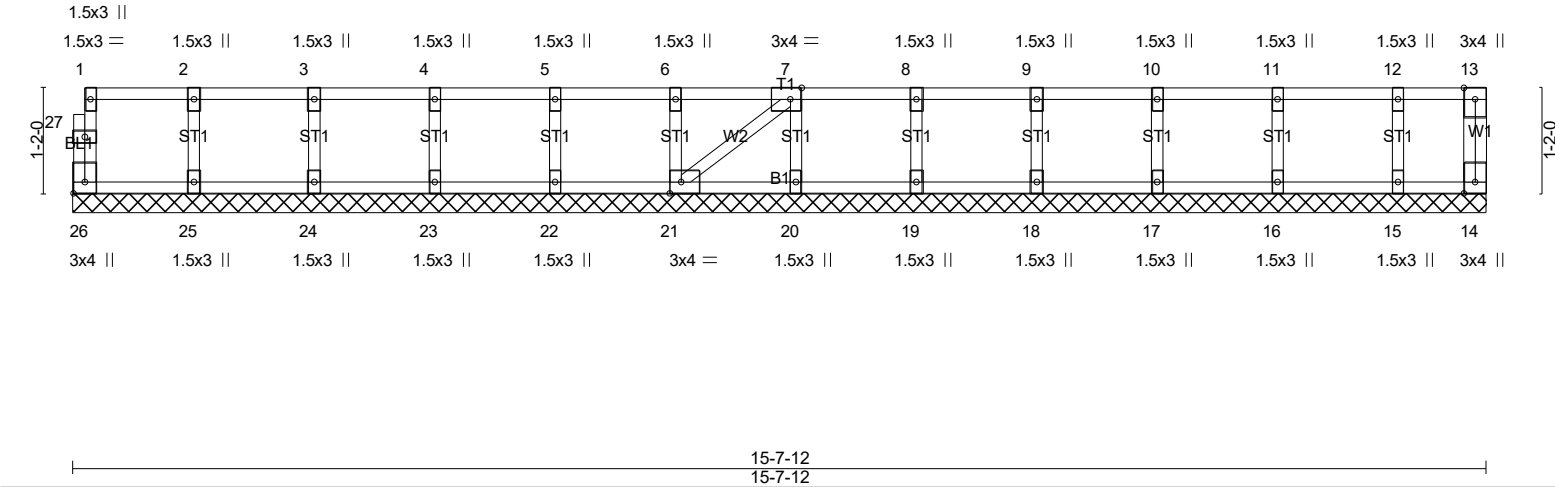 1.5x3 ||
1.5x3 = 1.5x3 || 1.5x3 || 1.5x3 || 1.5x3 || 1.5x3 || 3x4 = 1.5x3 || 1.5x3 || 1.5x3 || 1.5x3 || 1.5x3 || 3x4 ||
1 2 3 4 5 6 7 8 9 10 11 12 13
T1
27
1-2-0 BL1 ST1 ST1 ST1 ST1 ST1 W2 ST1 ST1 ST1 ST1 ST1 ST1 W1 1-2-0
B1
26 25 24 23 22 21 20 19 18 17 16 15 14
3x4 || 1.5x3 || 1.5x3 || 1.5x3 || 1.5x3 || 3x4 = 1.5x3 || 1.5x3 || 1.5x3 || 1.5x3 || 1.5x3 || 1.5x3 || 3x4 ||
15-7-12
15-7-12